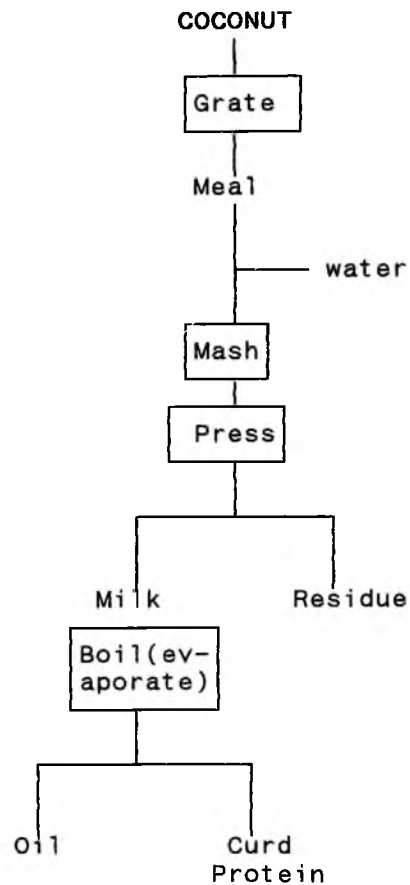 COCONUT
Grate
Meal
water
Mash
Press
Milk
Residue
Boil(ev-
aporate)
Oil
Curd
Protein